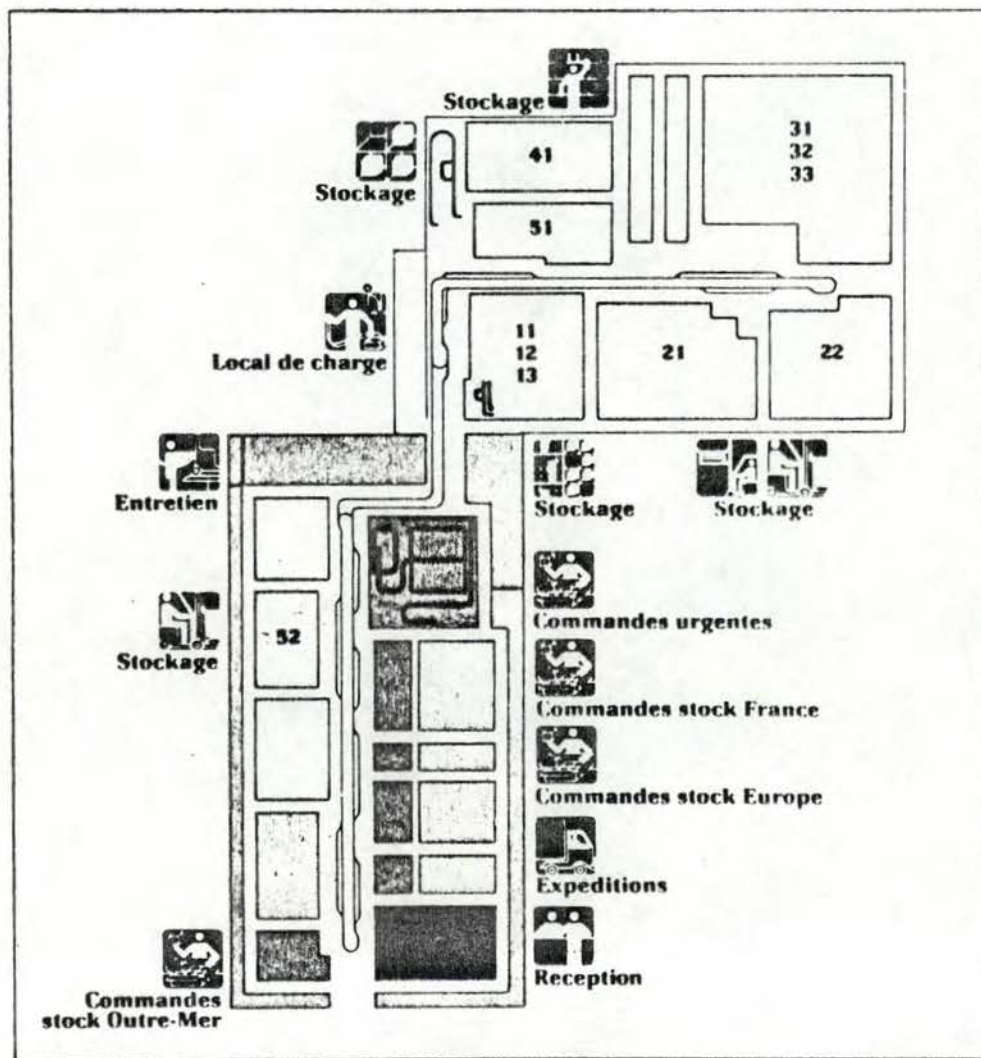 Stockage
41
31
32
33
Stockage
51
Local de charge
11
12
13
21
22
Entretien
Stockage
Stockage
52
Stockage
Commandes urgentes
Commandes stock France
Commandes stock Europe
Expeditions
Reception
Commandes
stock Outre-Mer